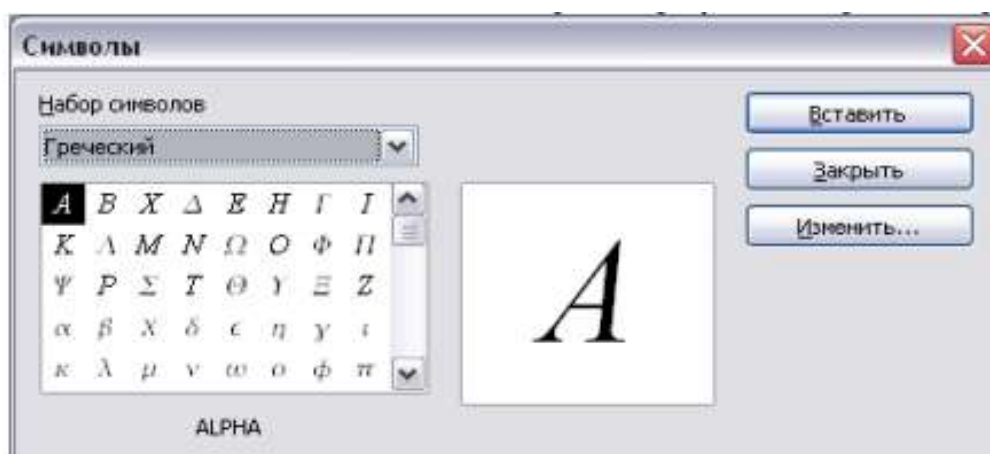 Символы
Набор символов
Греческий
Вставить
Закрыть
Изменить...
Α Β Χ Δ Ε Η Γ Ι
Κ Λ Μ Ν Ω Ο Φ Π
Ψ Ρ Σ Τ Θ Υ Ξ Ζ
α β χ δ ϵ η γ ι
κ λ μ ν ω ο ϕ π
Α
ALPHA